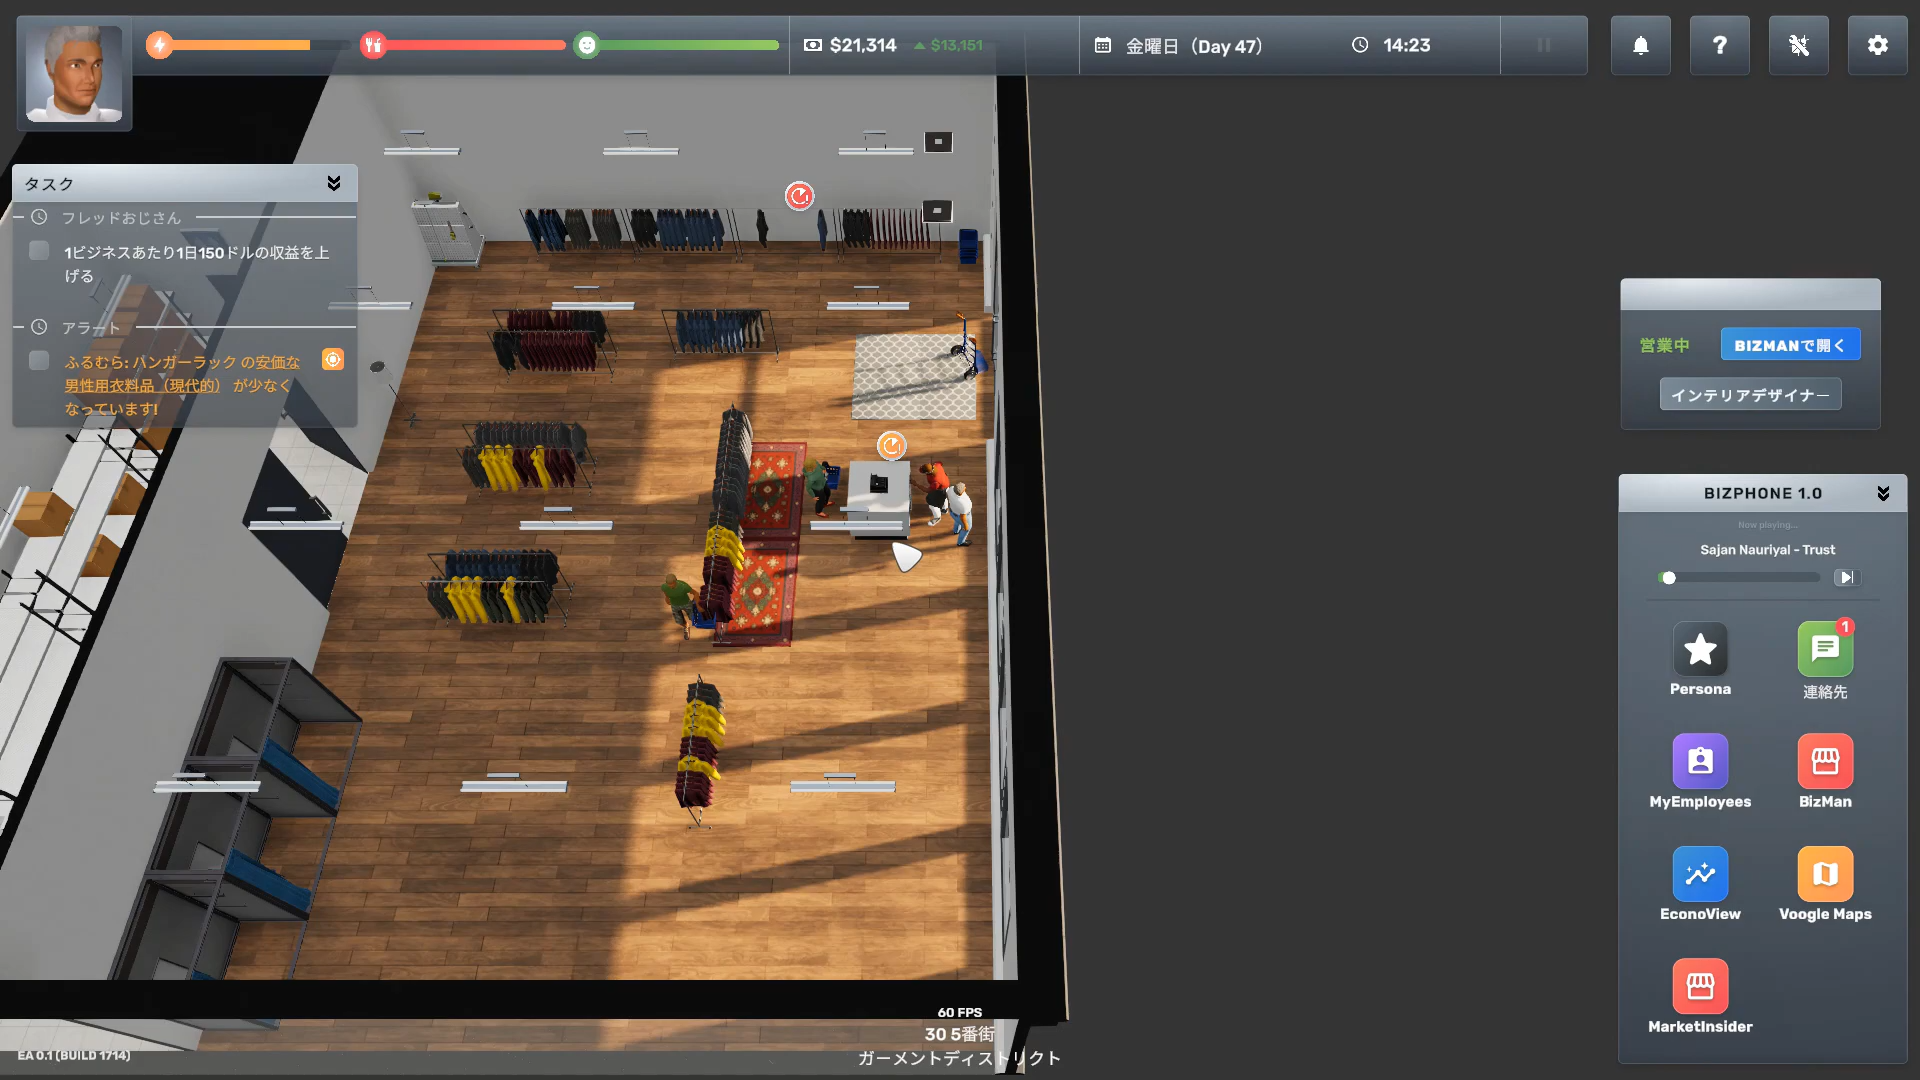 $21,314
$13,151
金曜日（Day 47）
14:23
?
タスク
フレッドおじさん
1ビジネスあたり1日150ドルの収益を上
げる
アラート
ふるむら: ハンガーラック の安価な
男性用衣料品（現代的） が少なく
なっています!
営業中
BIZMANで開く
インテリアデザイナー
BIZPHONE 1.0
Now playing...
Sajan Nauriyal - Trust
Persona
1
連絡先
MyEmployees
BizMan
EconoView
Voogle Maps
MarketInsider
60 FPS
30 5番街
ガーメントディストリクト
EA 0.1 (BUILD 1714)